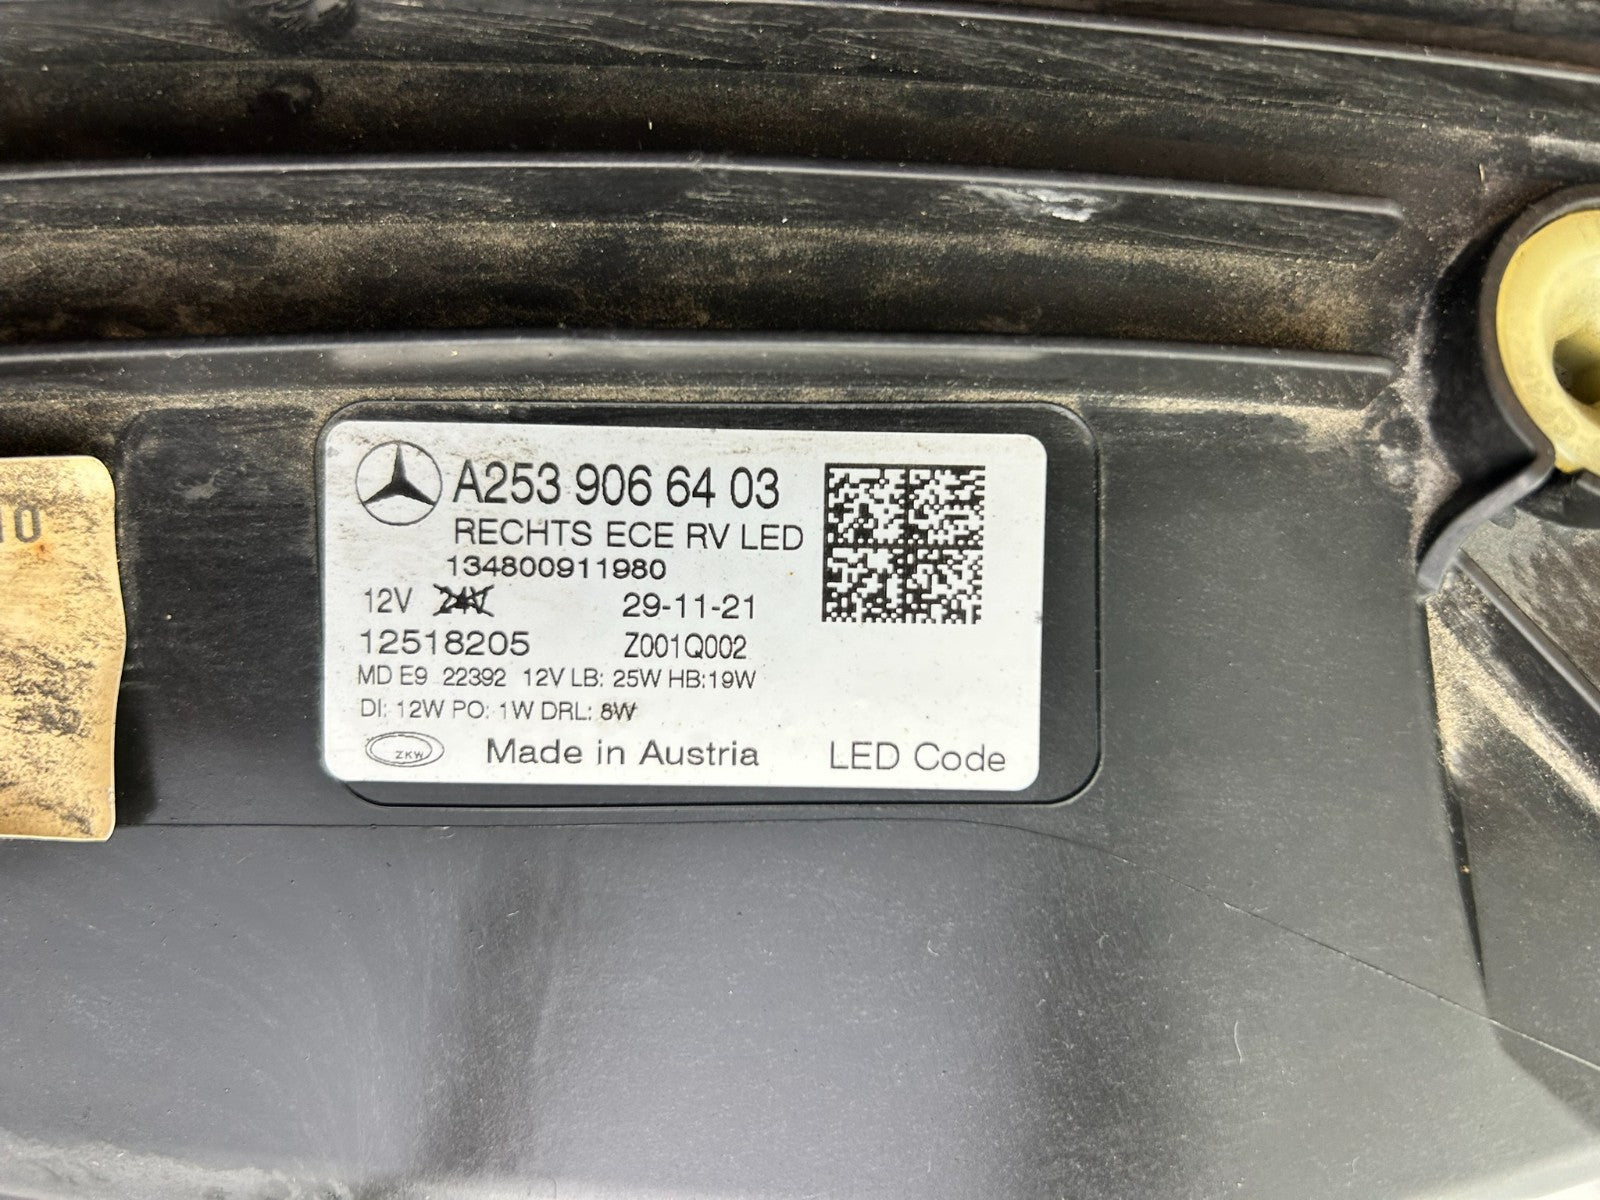 10
A253 906 64 03
RECHTS ECE RV LED
134800911980
12V 24V 29-11-21
12518205 Z001Q002
MD E9 22392 12V LB: 25W HB:19W
DI: 12W PO: 1W DRL: 8W
ZKW Made in Austria LED Code